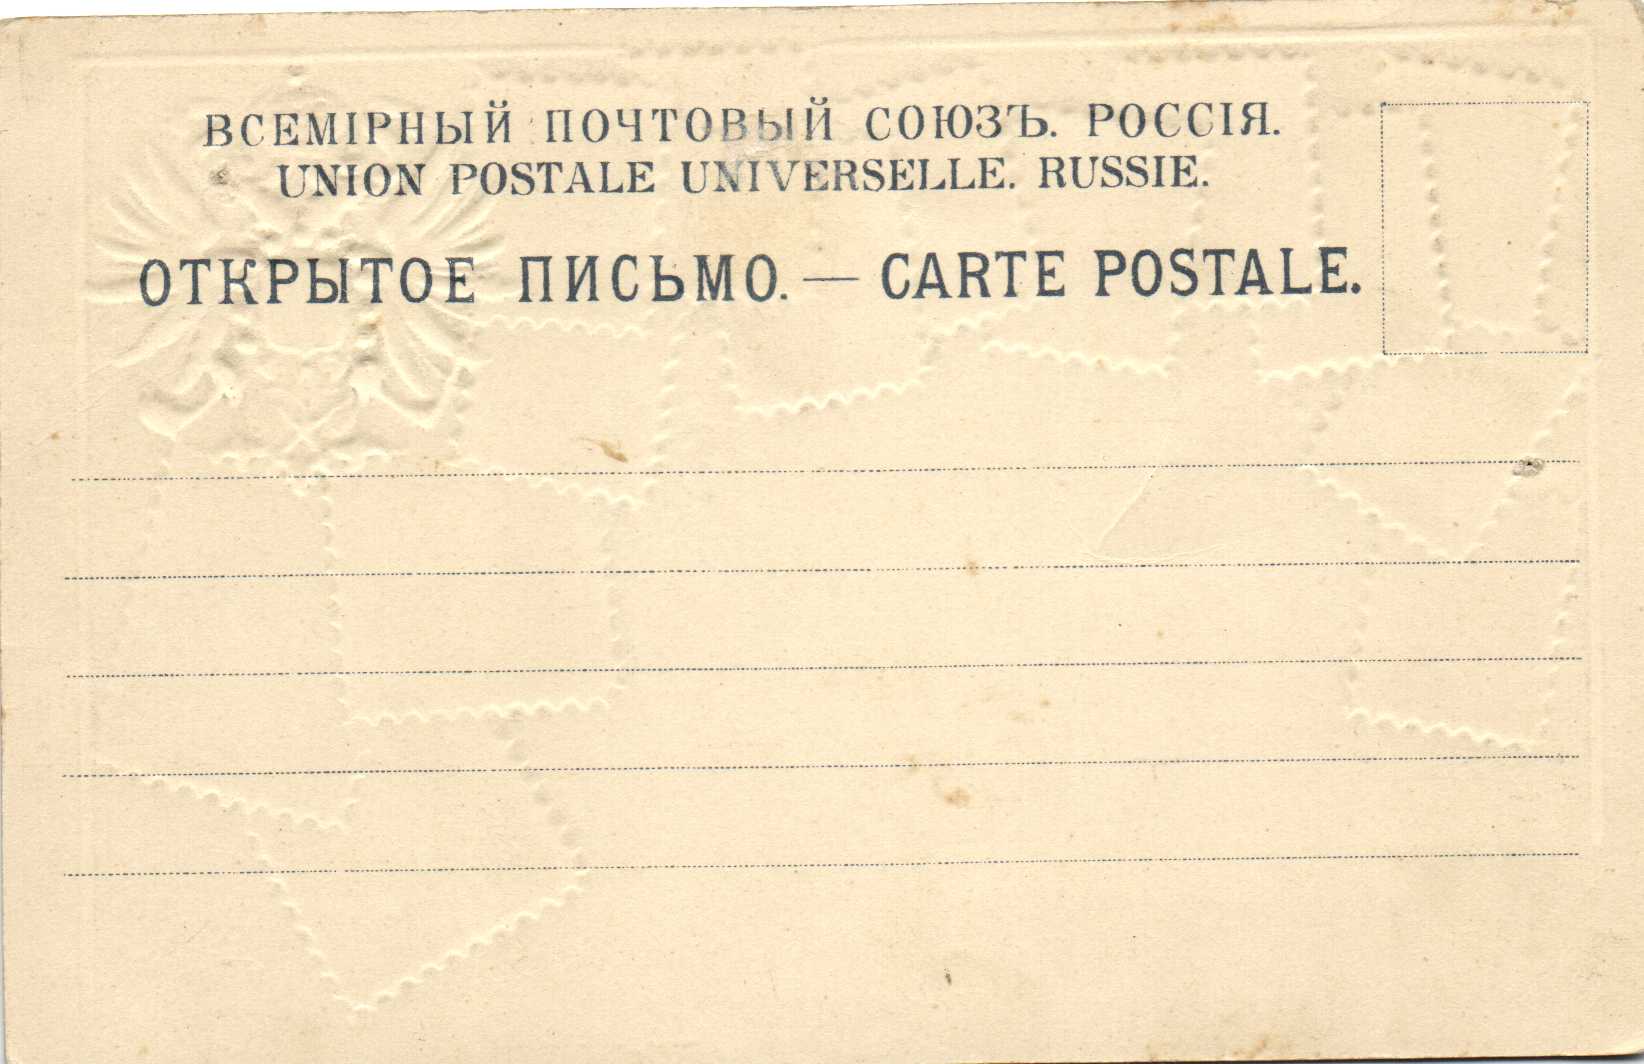 ВСЕМІРНЫЙ ПОЧТОВЫЙ СОЮЗЪ. РОССІЯ.
UNION POSTALE UNIVERSELLE. RUSSIE.
ОТКРЫТОЕ ПИСЬМО. — CARTE POSTALE.